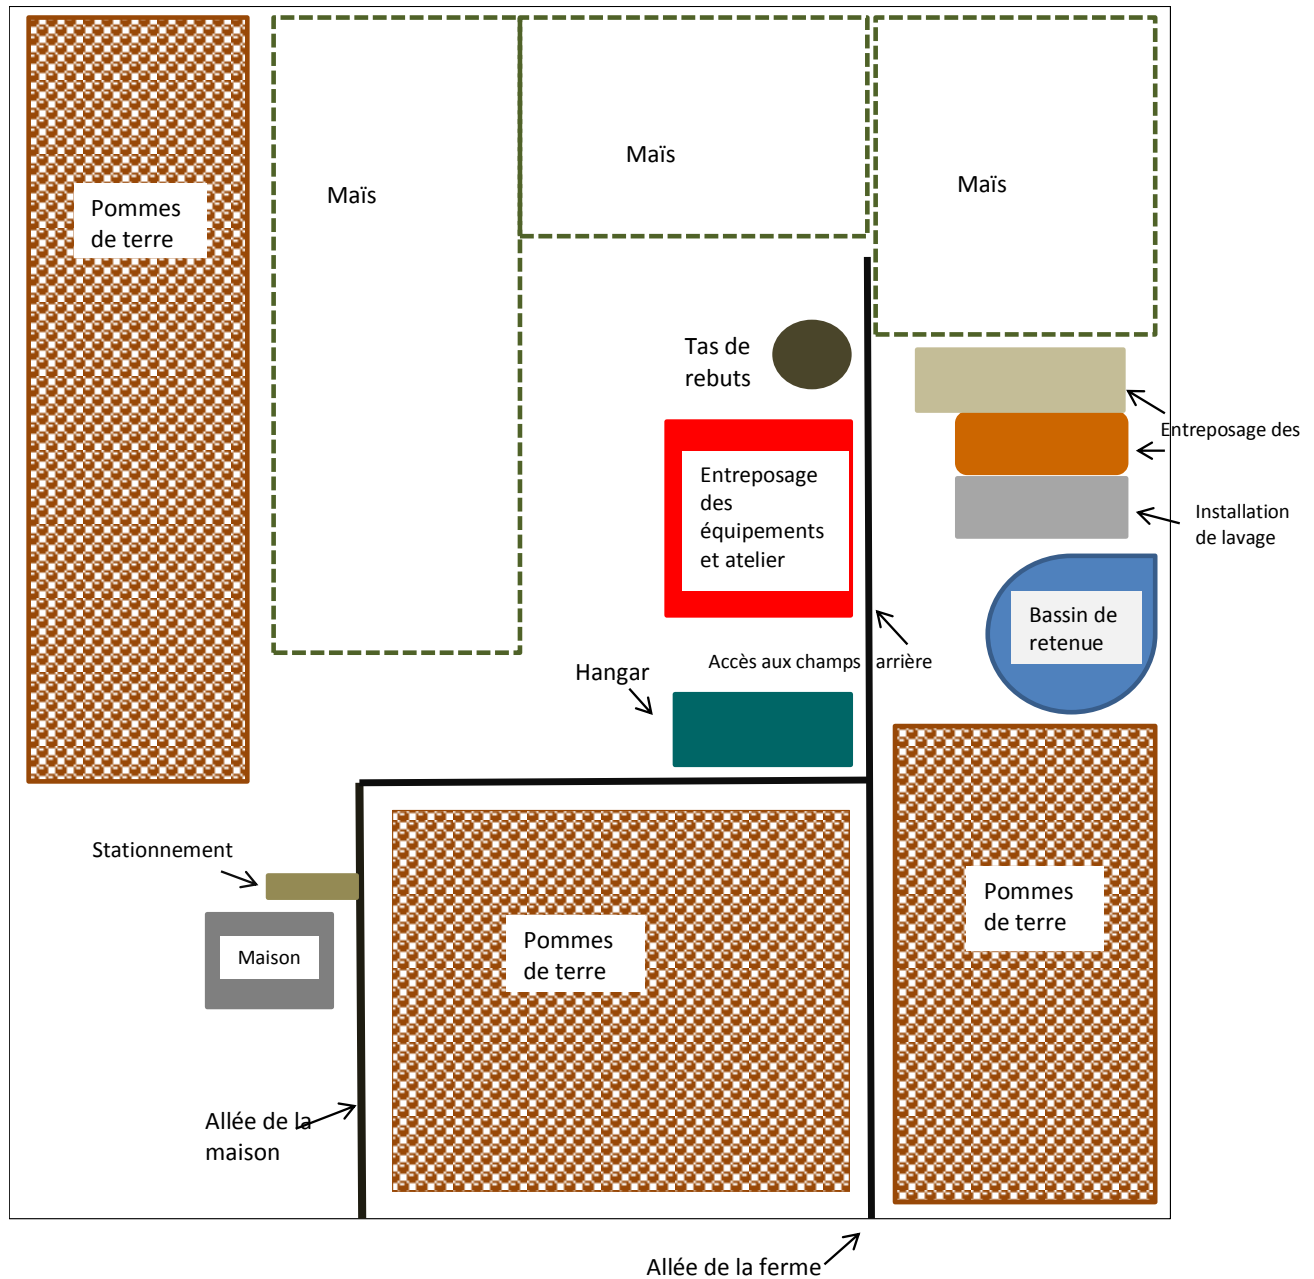 Maïs
Maïs
Maïs
Pommes
de terre
Tas de
rebuts
Entreposage des
Entreposage
des
équipements
et atelier
Installation
de lavage
Bassin de
retenue
Accès aux champs arrière
Hangar
Stationnement
Pommes
de terre
Pommes
de terre
Maison
Allée de la
maison
Allée de la ferme